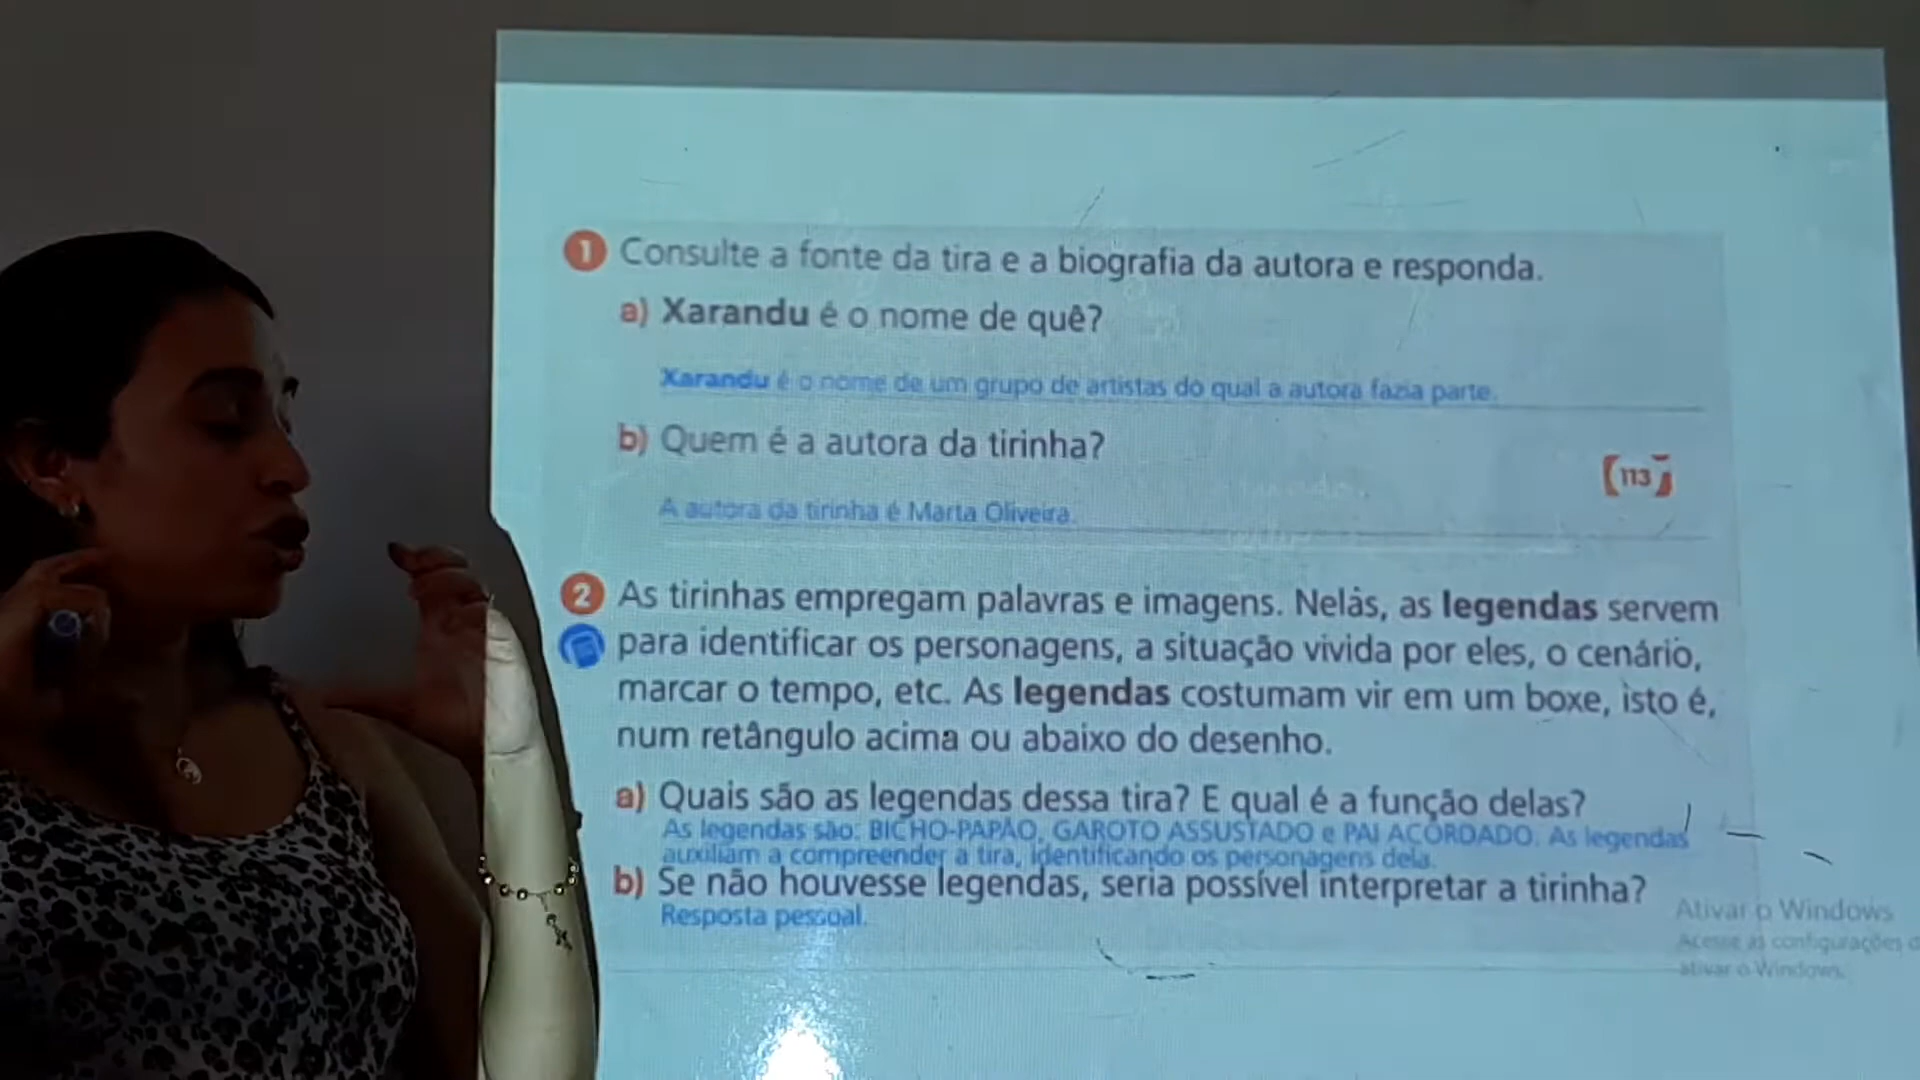 1 Consulte a fonte da tira e a biografia da autora e responda.
a) Xarandu é o nome de quê?
Xarandu é o nome de um grupo de artistas do qual a autora fazia parte.
b) Quem é a autora da tirinha?
113
A autora da tirinha é Marta Oliveira.
2 As tirinhas empregam palavras e imagens. Nelas, as legendas servem
para identificar os personagens, a situação vivida por eles, o cenário,
marcar o tempo, etc. As legendas costumam vir em um boxe, isto é,
num retângulo acima ou abaixo do desenho.
a) Quais são as legendas dessa tira? E qual é a função delas?
As legendas são: BICHO-PAPÃO, GAROTO ASSUSTADO e PAI ACORDADO. As legendas
auxiliam a compreender a tira, identificando os personagens dela.
b) Se não houvesse legendas, seria possível interpretar a tirinha?
Resposta pessoal.
Ativar o Windows
Acesse as configurações
ativar o Windows.